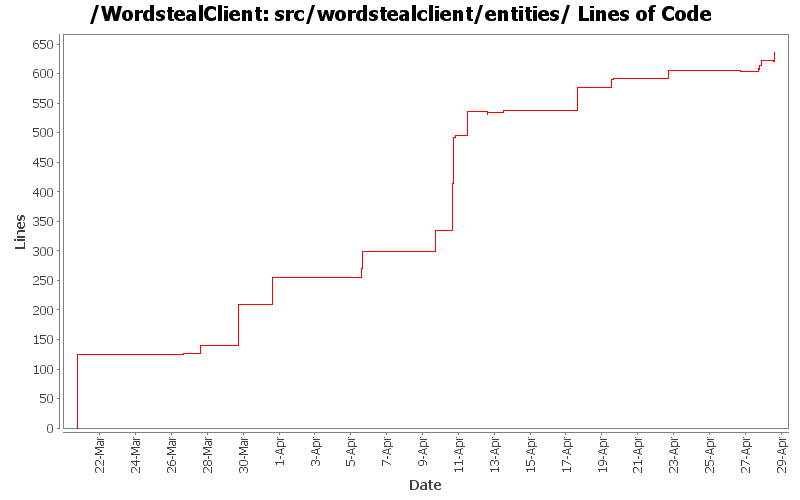 /WordstealClient: src/wordstealclient/entities/ Lines of Code
650
600
550
500
450
400
350
300
250
200
150
100
50
0
Lines
22-Mar
24-Mar
26-Mar
28-Mar
30-Mar
1-Apr
3-Apr
5-Apr
7-Apr
9-Apr
11-Apr
13-Apr
15-Apr
17-Apr
19-Apr
21-Apr
23-Apr
25-Apr
27-Apr
29-Apr
Date